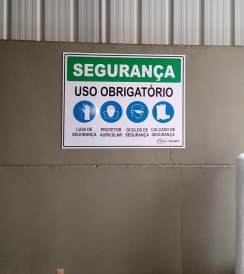 SEGURANÇA
USO OBRIGATÓRIO
LUVA DE SEGURANÇA
PROTETOR AURICULAR
ÓCULOS DE SEGURANÇA
CALÇADO DE SEGURANÇA